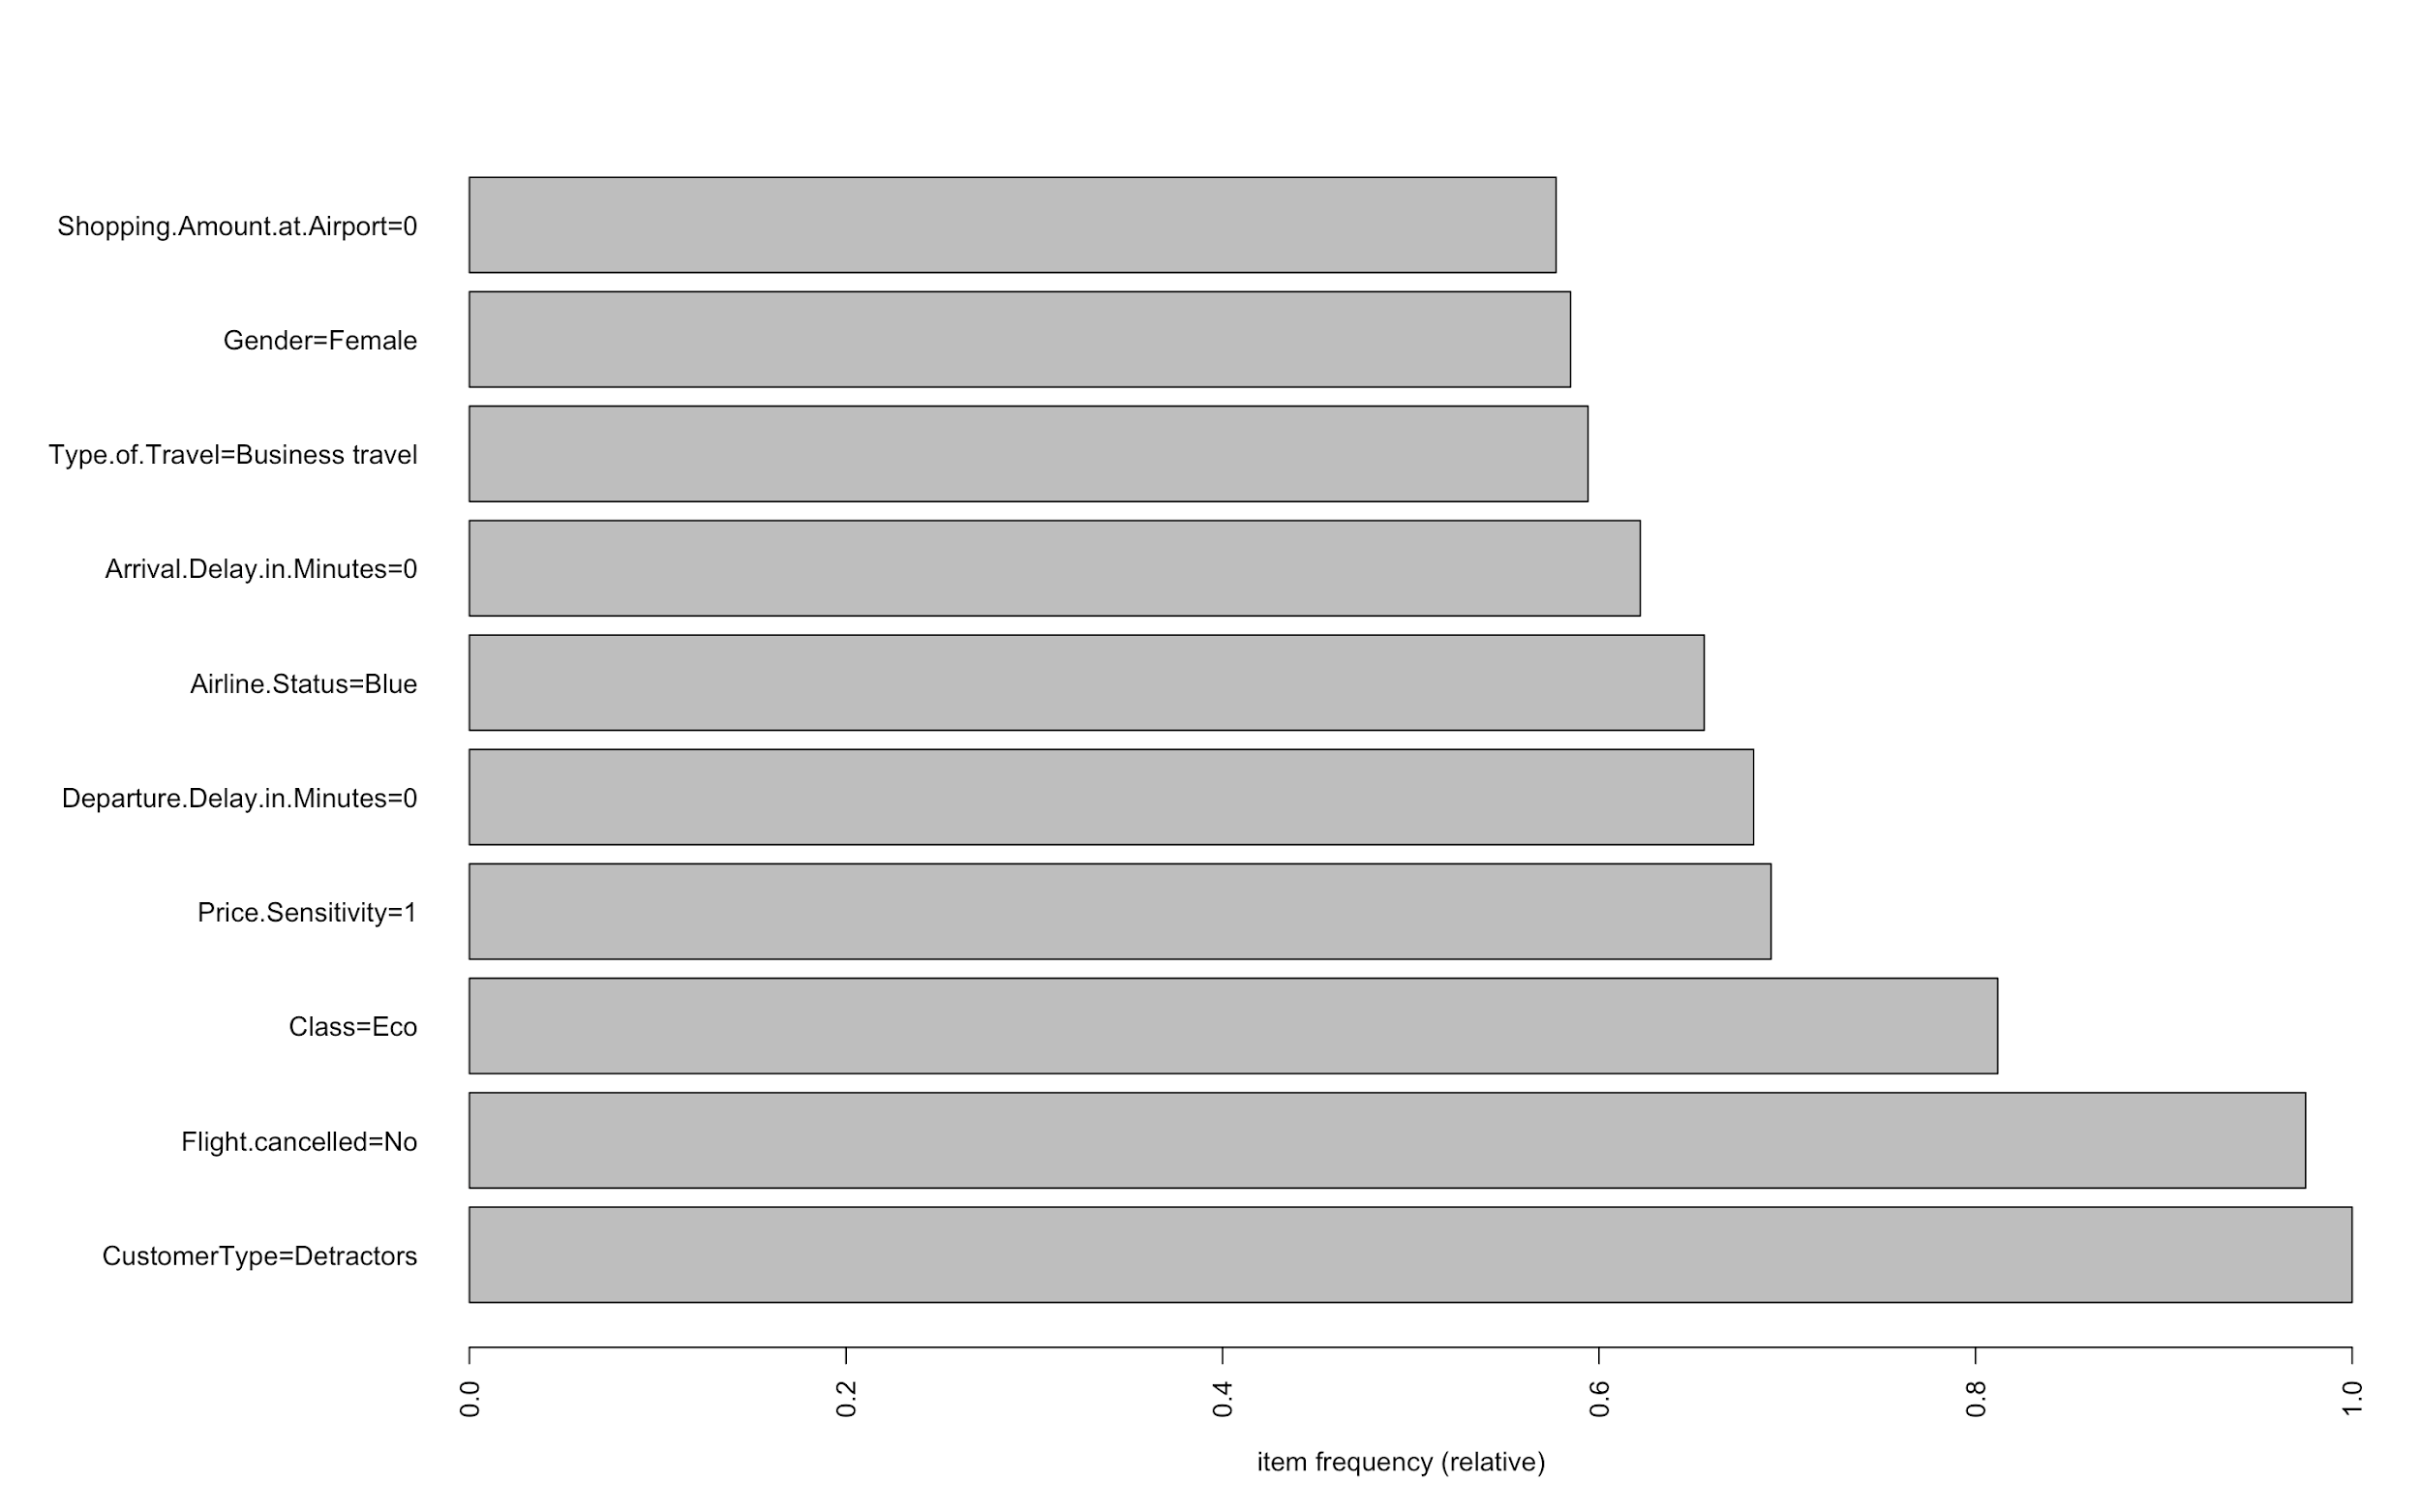 Shopping.Amount.at.Airport=0
Gender=Female
Type.of.Travel=Business travel
Arrival.Delay.in.Minutes=0
Airline.Status=Blue
Departure.Delay.in.Minutes=0
Price.Sensitivity=1
Class=Eco
Flight.cancelled=No
CustomerType=Detractors
0.0
0.2
0.4
0.6
0.8
1.0
item frequency (relative)